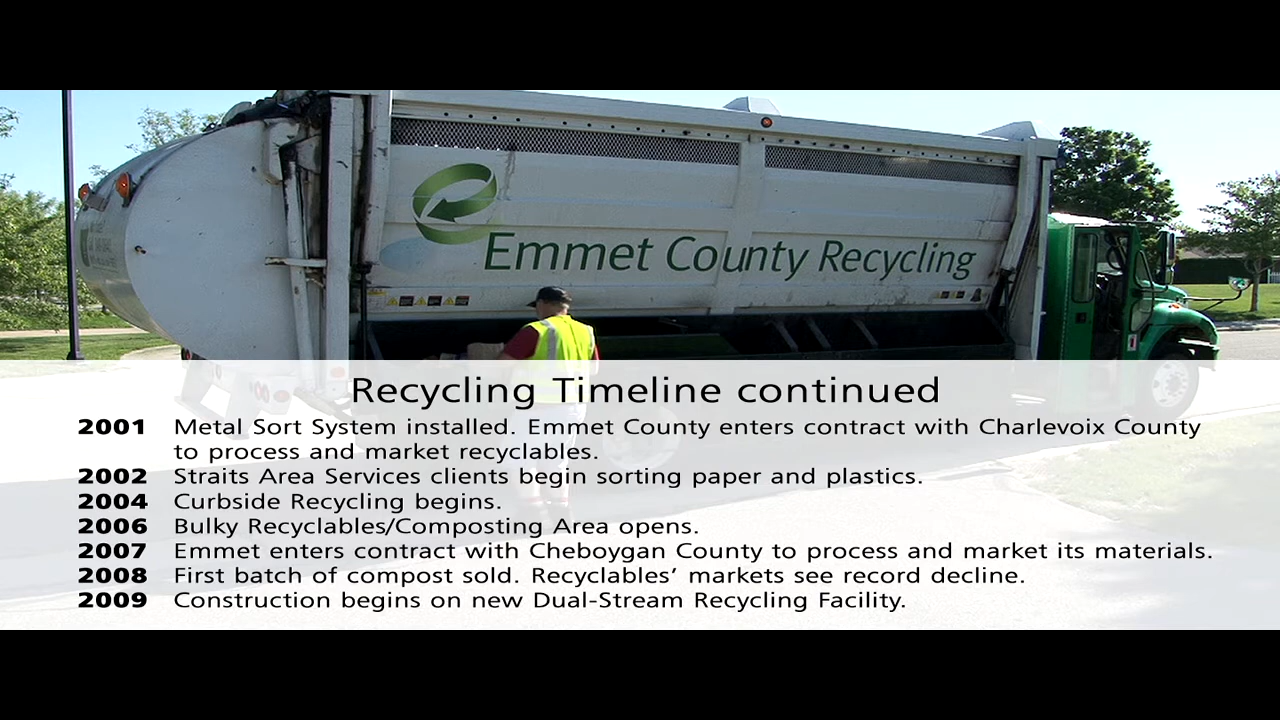 Emmet County Recycling
Recycling Timeline continued
2001 Metal Sort System installed. Emmet County enters contract with Charlevoix County
to process and market recyclables.
2002 Straits Area Services clients begin sorting paper and plastics.
2004 Curbside Recycling begins.
2006 Bulky Recyclables/Composting Area opens.
2007 Emmet enters contract with Cheboygan County to process and market its materials.
2008 First batch of compost sold. Recyclables’ markets see record decline.
2009 Construction begins on new Dual-Stream Recycling Facility.